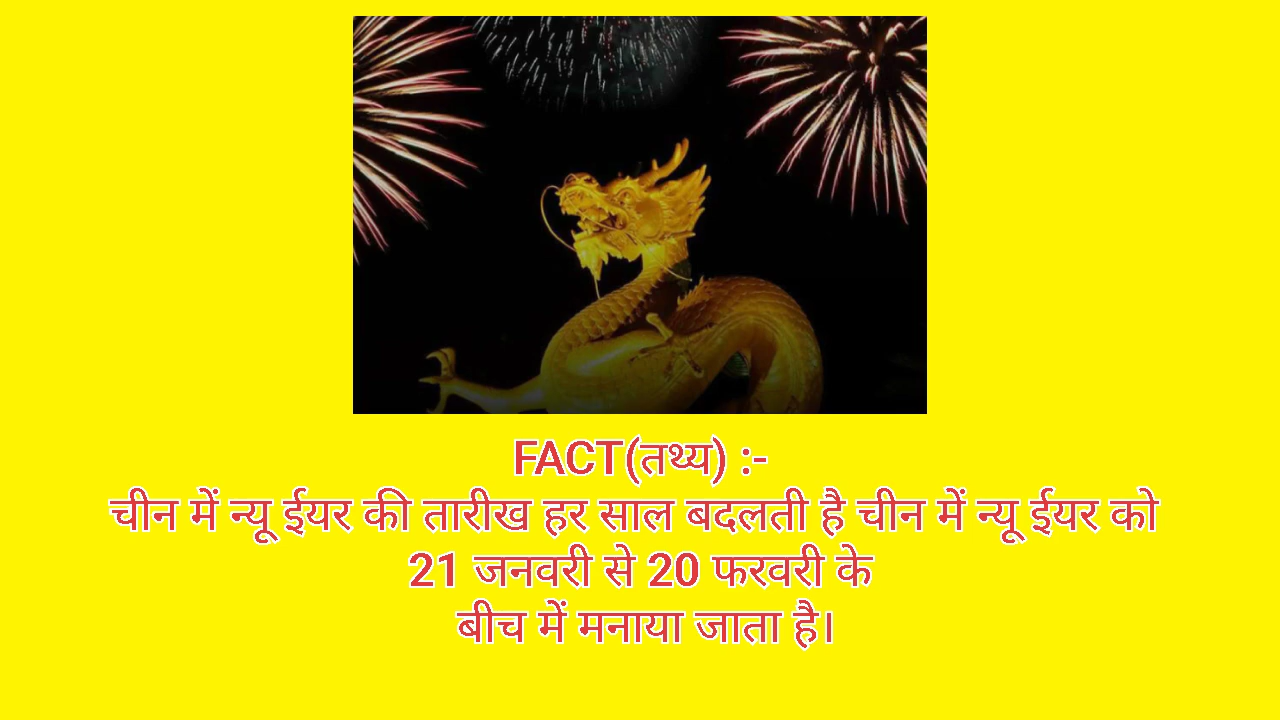 FACT(तथ्य) :-
चीन में न्यू ईयर की तारीख हर साल बदलती है चीन में न्यू ईयर को
21 जनवरी से 20 फरवरी के
बीच में मनाया जाता है।